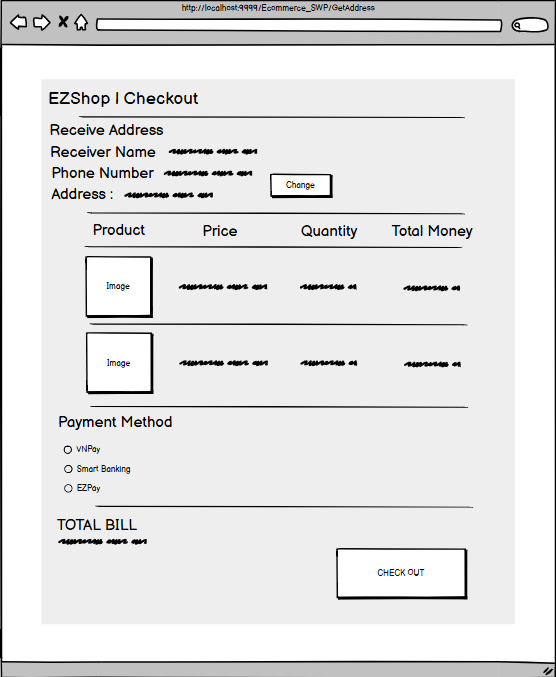 http://localhost:9999/Ecommerce_SWP/GetAddress
EZShop | Checkout
Receive Address
Receiver Name
Phone Number
Address :
Change
Product Price Quantity Total Money
Image
Image
Payment Method
VNPay
Smart Banking
EZPay
TOTAL BILL
CHECK OUT